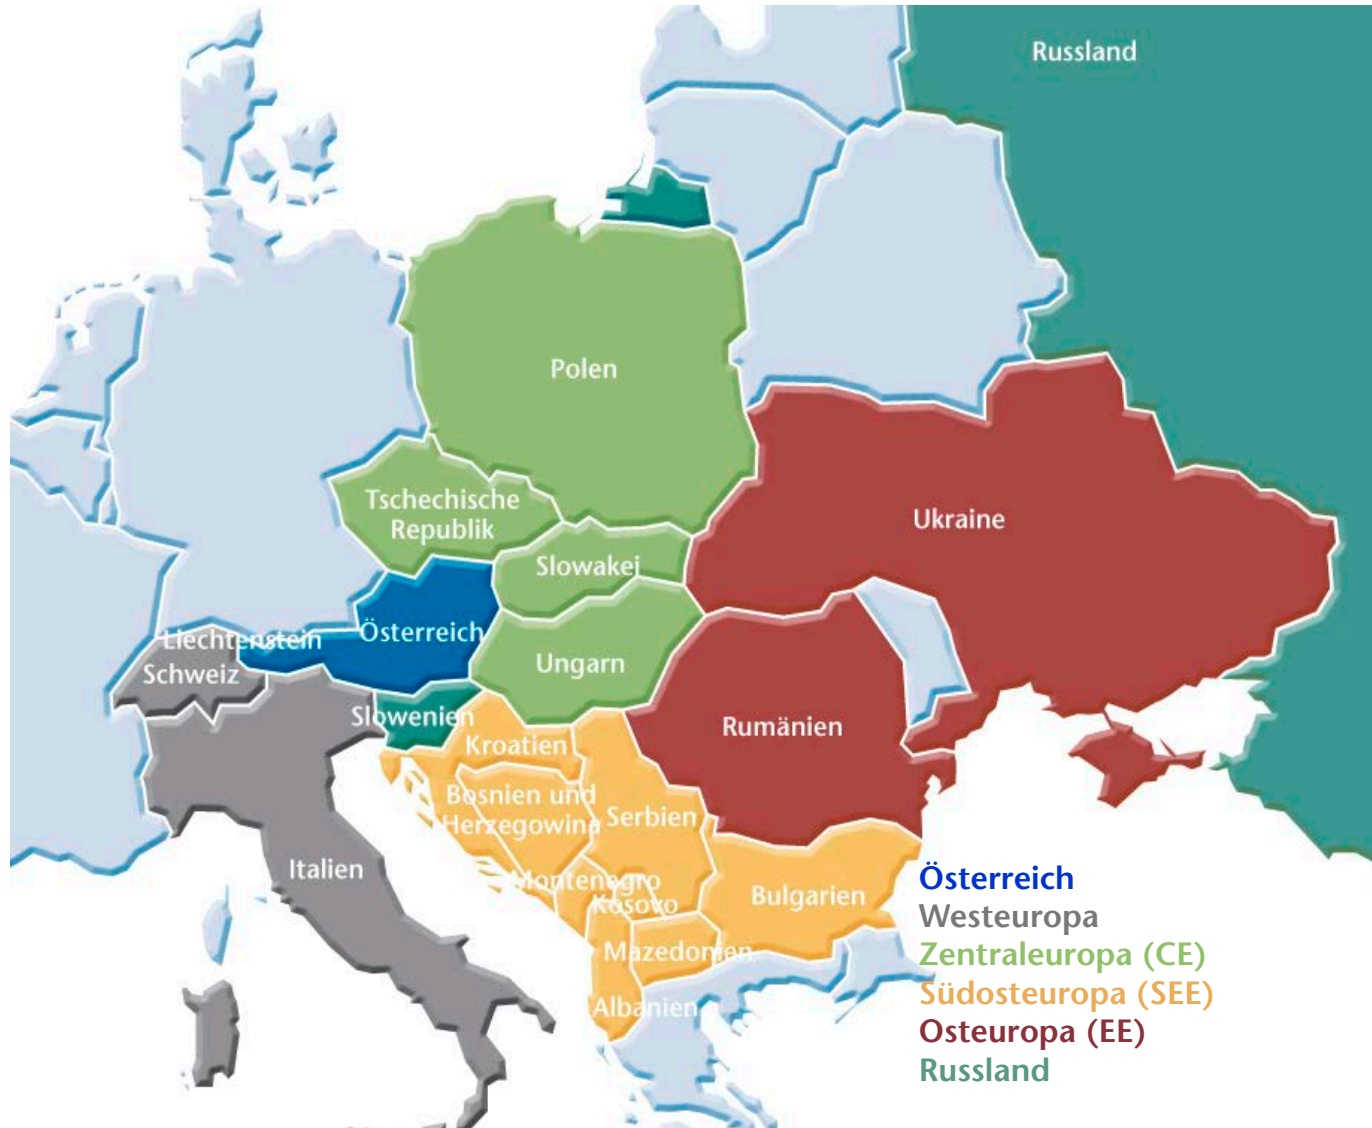 Russland
Polen
Tschechische
Republik
Ukraine
Slowakei
Österreich
Liechtenstein
Schweiz
Ungarn
Slowenien
Rumänien
Kroatien
Bosnien und
Herzegowina
Serbien
Italien
Montenegro
Kosovo
Bulgarien
Mazedonien
Albanien
Österreich
Westeuropa
Zentraleuropa (CE)
Südosteuropa (SEE)
Osteuropa (EE)
Russland